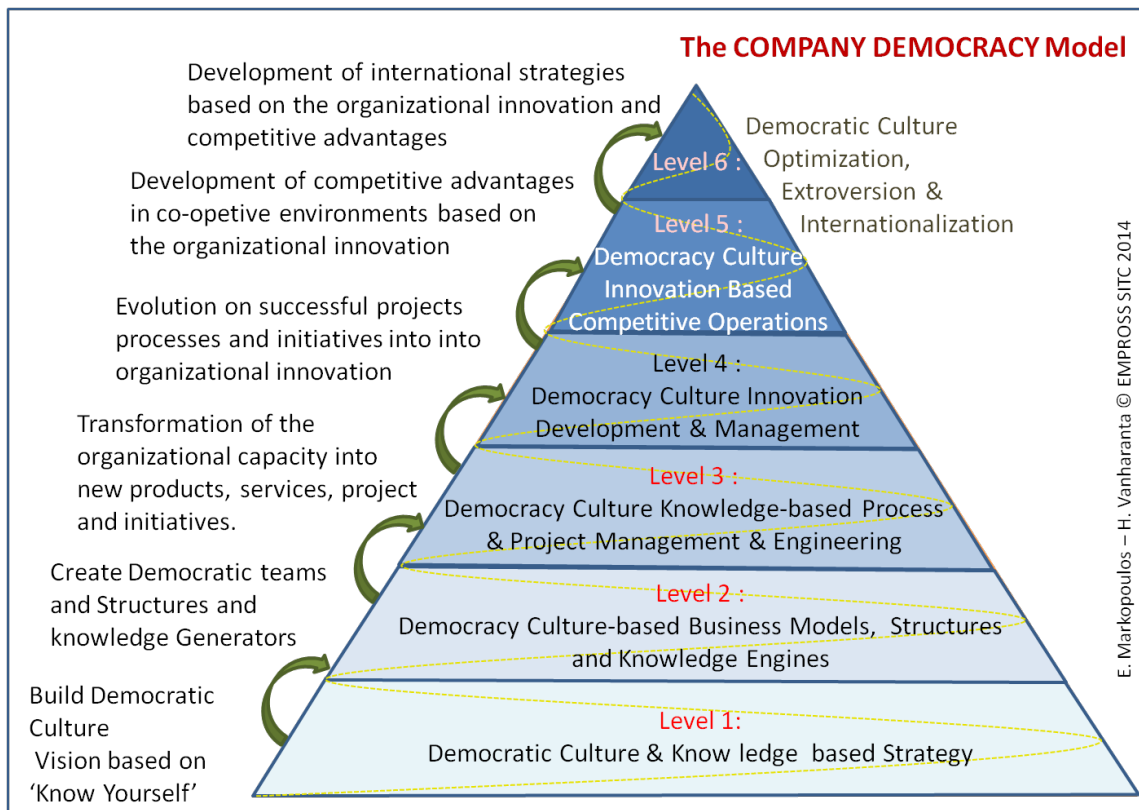 The COMPANY DEMOCRACY Model
Development of international strategies
based on the organizational innovation and
competitive advantages
Development of competitive advantages
in co-opetive environments based on
the organizational innovation
Evolution on successful projects
processes and initiatives into into
organizational innovation
Transformation of the
organizational capacity into
new products, services, project
and initiatives.
Create Democratic teams
and Structures and
knowledge Generators
Build Democratic
Culture
Vision based on
‘Know Yourself’
Level 6 :
Democratic Culture
Optimization,
Extroversion &
Internationalization
Level 5 :
Democracy Culture
Innovation Based
Competitive Operations
Level 4 :
Democracy Culture Innovation
Development & Management
Level 3 :
Democracy Culture Knowledge-based Process
& Project Management & Engineering
Level 2 :
Democracy Culture-based Business Models, Structures
and Knowledge Engines
Level 1:
Democratic Culture & Know ledge based Strategy
E. Markopoulos – H. Vanharanta © EMPROSS SITC 2014